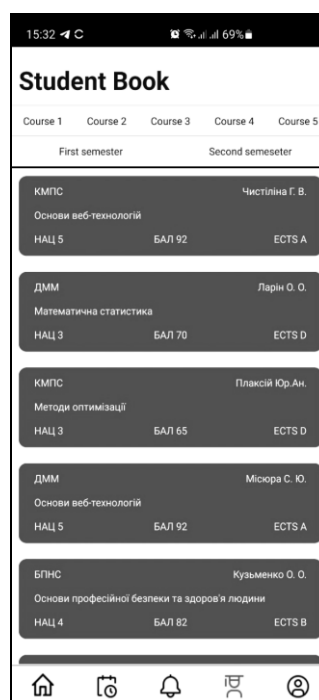 15:32 69%
Student Book
Course 1 Course 2 Course 3 Course 4 Course 5
First semester Second semeseter
КМПС Чистіліна Г. В.
Основи веб-технологій
НАЦ 5 БАЛ 92 ECTS A
ДММ Ларін О. О.
Математична статистика
НАЦ 3 БАЛ 70 ECTS D
КМПС Плаксій Юр.Ан.
Методи оптимізації
НАЦ 3 БАЛ 65 ECTS D
ДММ Місюра С. Ю.
Основи веб-технологій
НАЦ 5 БАЛ 92 ECTS A
БПНС Кузьменко О. О.
Основи професійної безпеки та здоров'я людини
НАЦ 4 БАЛ 82 ECTS B